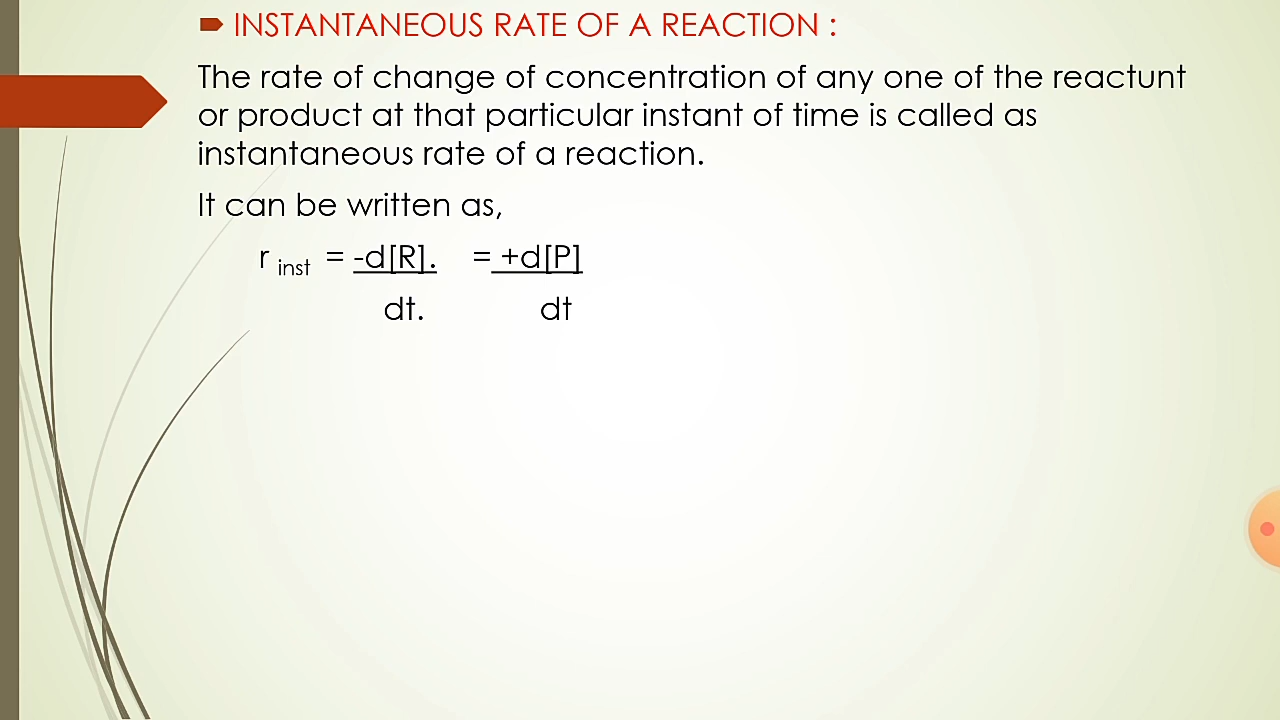 INSTANTANEOUS RATE OF A REACTION :
The rate of change of concentration of any one of the reactunt
or product at that particular instant of time is called as
instantaneous rate of a reaction.
It can be written as,
r inst = -d[R]. = +d[P]
dt. dt